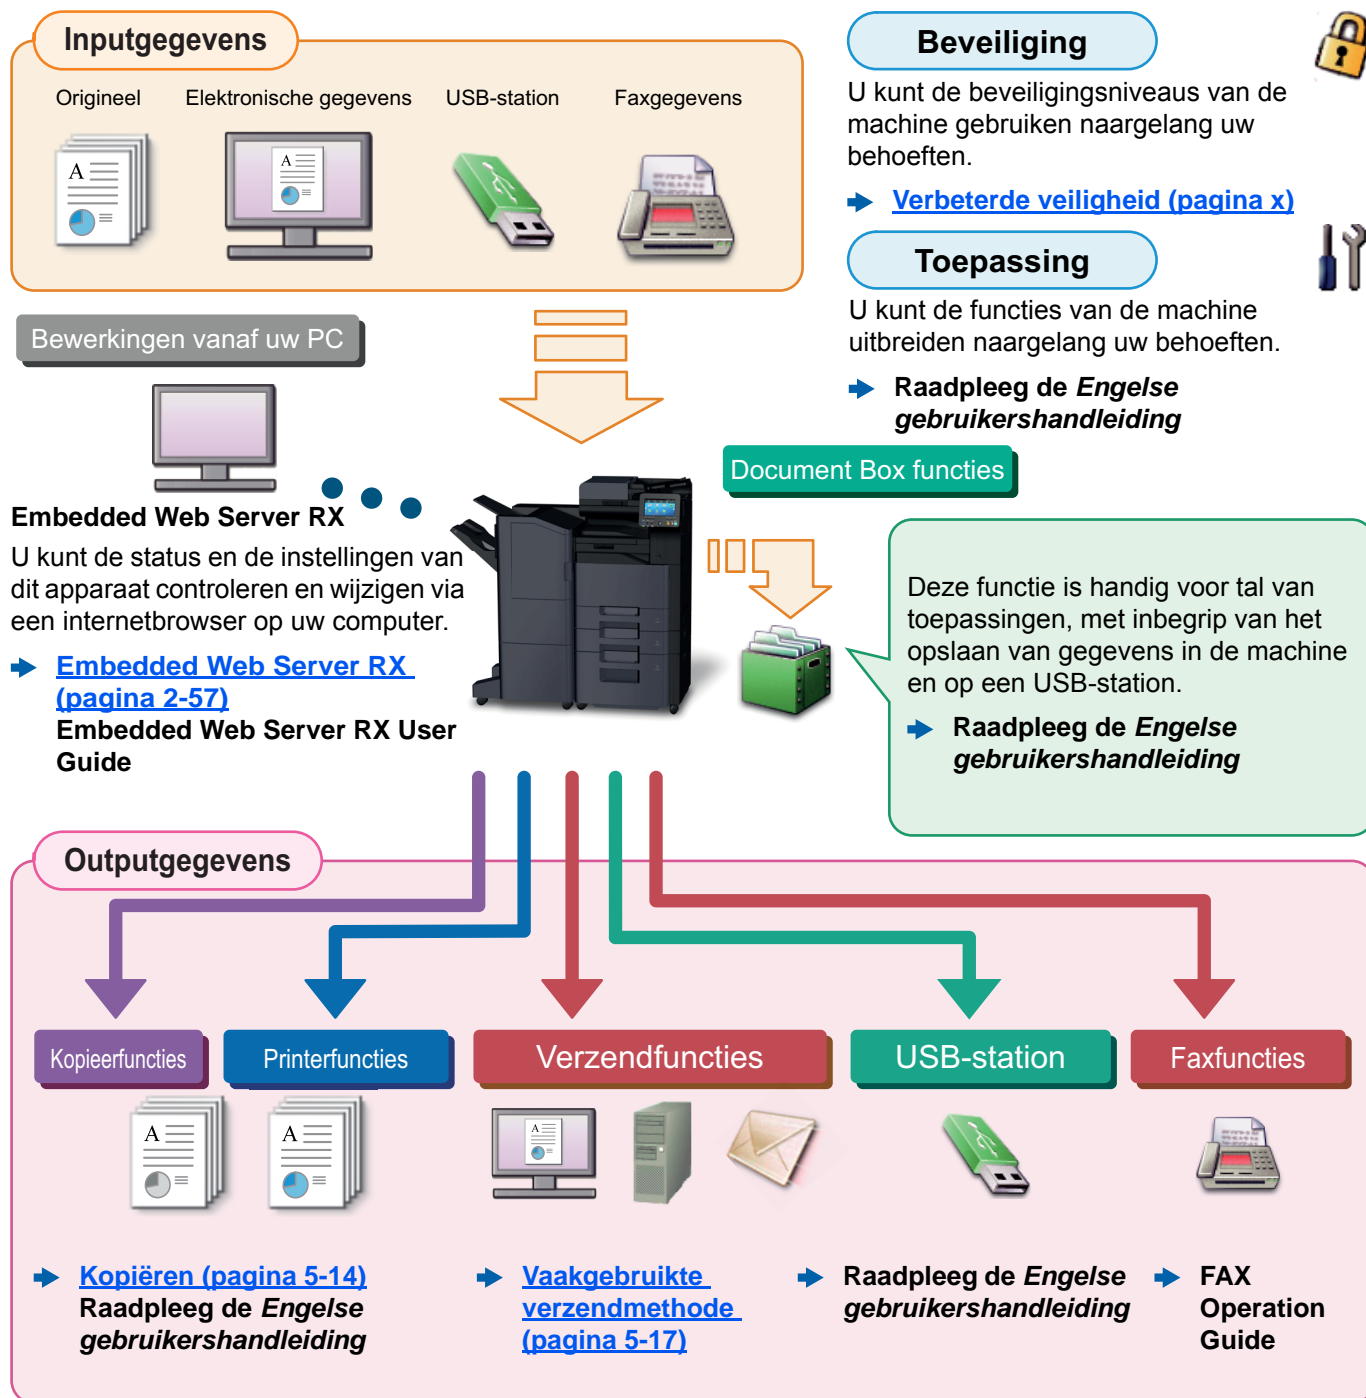 Inputgegevens
Origineel
Elektronische gegevens
USB-station
Faxgegevens
Beveiliging
U kunt de beveiligingsniveaus van de
machine gebruiken naargelang uw
behoeften.
Verbeterde veiligheid (pagina x)
Toepassing
U kunt de functies van de machine
uitbreiden naargelang uw behoeften.
Raadpleeg de Engelse
gebruikershandleiding
Bewerkingen vanaf uw PC
Embedded Web Server RX
U kunt de status en de instellingen van
dit apparaat controleren en wijzigen via
een internetbrowser op uw computer.
Embedded Web Server RX
(pagina 2-57)
Embedded Web Server RX User
Guide
Document Box functies
Deze functie is handig voor tal van
toepassingen, met inbegrip van het
opslaan van gegevens in de machine
en op een USB-station.
Raadpleeg de Engelse
gebruikershandleiding
Outputgegevens
Kopieerfuncties
Printerfuncties
Verzendfuncties
USB-station
Faxfuncties
Kopiëren (pagina 5-14)
Raadpleeg de Engelse
gebruikershandleiding
Vaakgebruikte
verzendmethode
(pagina 5-17)
Raadpleeg de Engelse
gebruikershandleiding
FAX
Operation
Guide